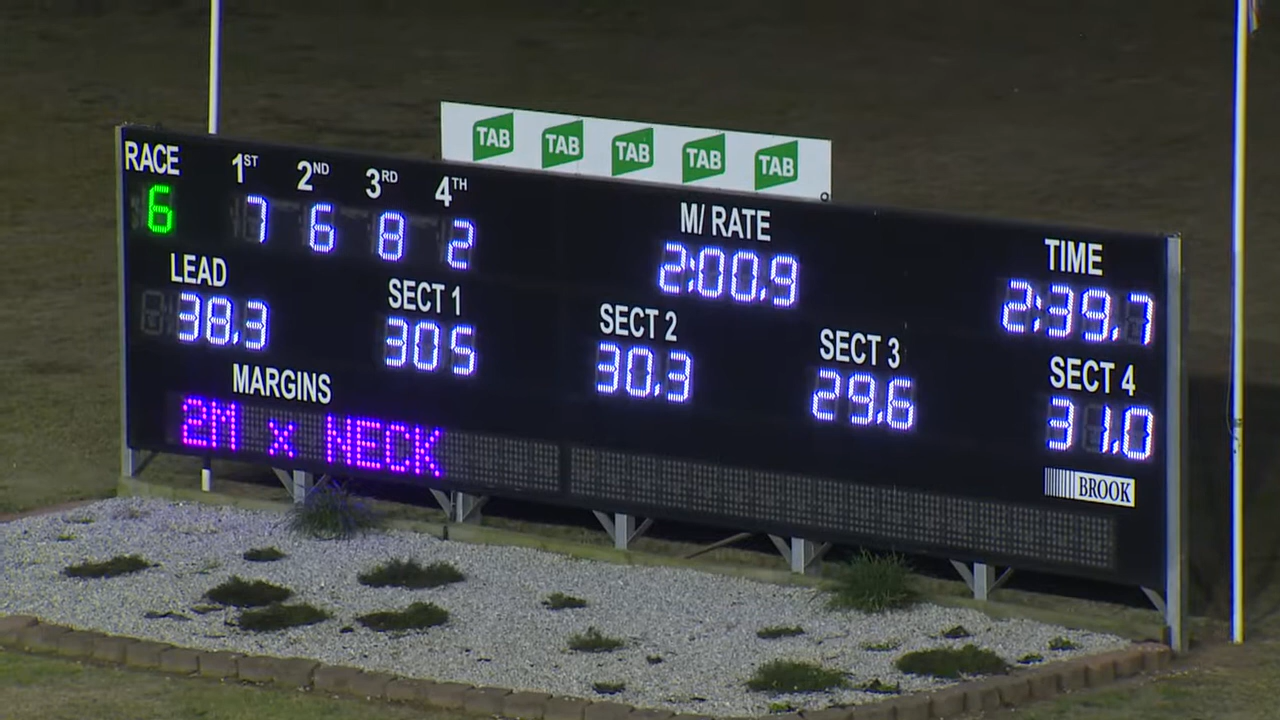 TAB TAB TAB TAB TAB
RACE 1ST 2ND 3RD 4TH
6 7 6 8 2
M/ RATE
2:00.9
TIME
2:39.7
LEAD
38.3
SECT 1
305
SECT 2
30.3
SECT 3
29.6
SECT 4
31.0
MARGINS
2M x NECK
BROOK